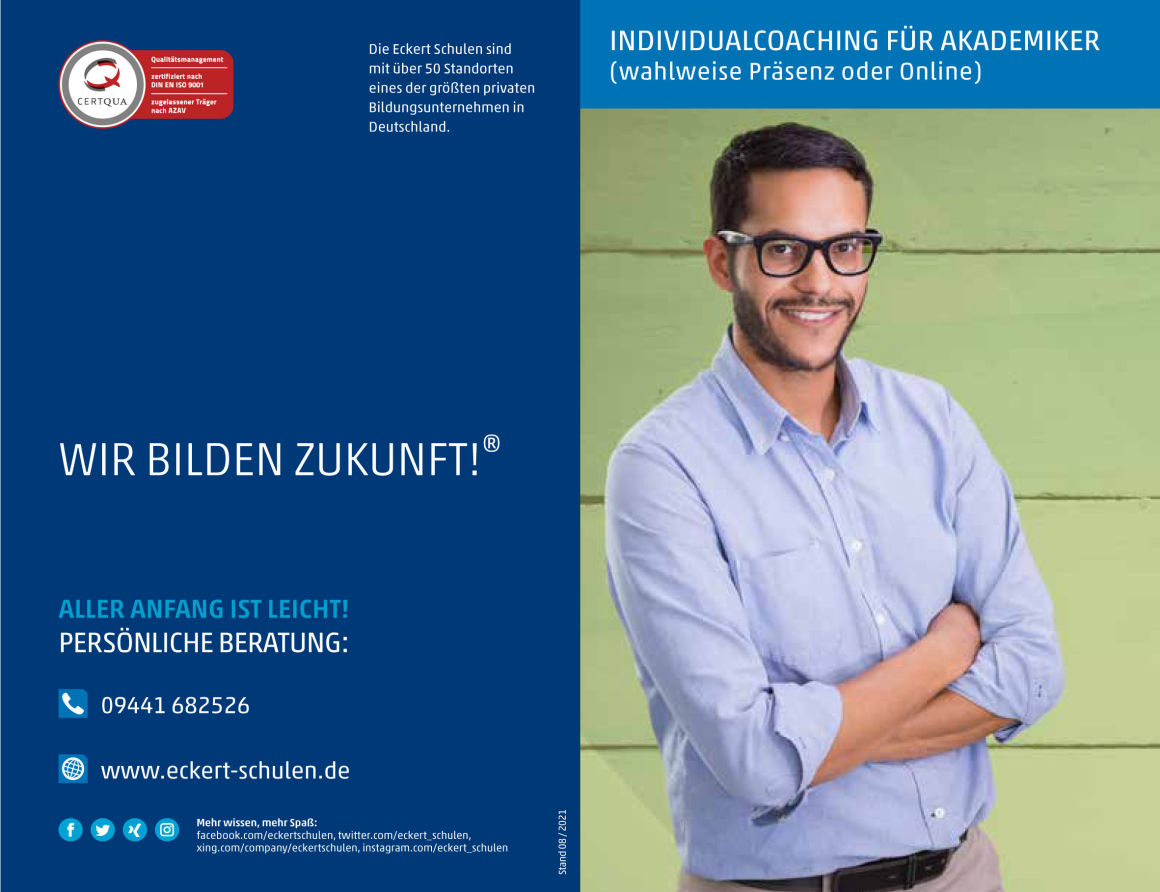 CERTQUA
Qualitätsmanagement
zertifiziert nach
DIN EN ISO 9001
zugelassener Träger
nach AZAV
Die Eckert Schulen sind
mit über 50 Standorten
eines der größten privaten
Bildungsunternehmen in
Deutschland.
WIR BILDEN ZUKUNFT!®
ALLER ANFANG IST LEICHT!
PERSÖNLICHE BERATUNG:
09441 682526
www.eckert-schulen.de
Mehr wissen, mehr Spaß:
facebook.com/eckertschulen, twitter.com/eckert_schulen,
xing.com/company/eckertschulen, instagram.com/eckert_schulen
Stand 08 / 2021
INDIVIDUALCOACHING FÜR AKADEMIKER
(wahlweise Präsenz oder Online)